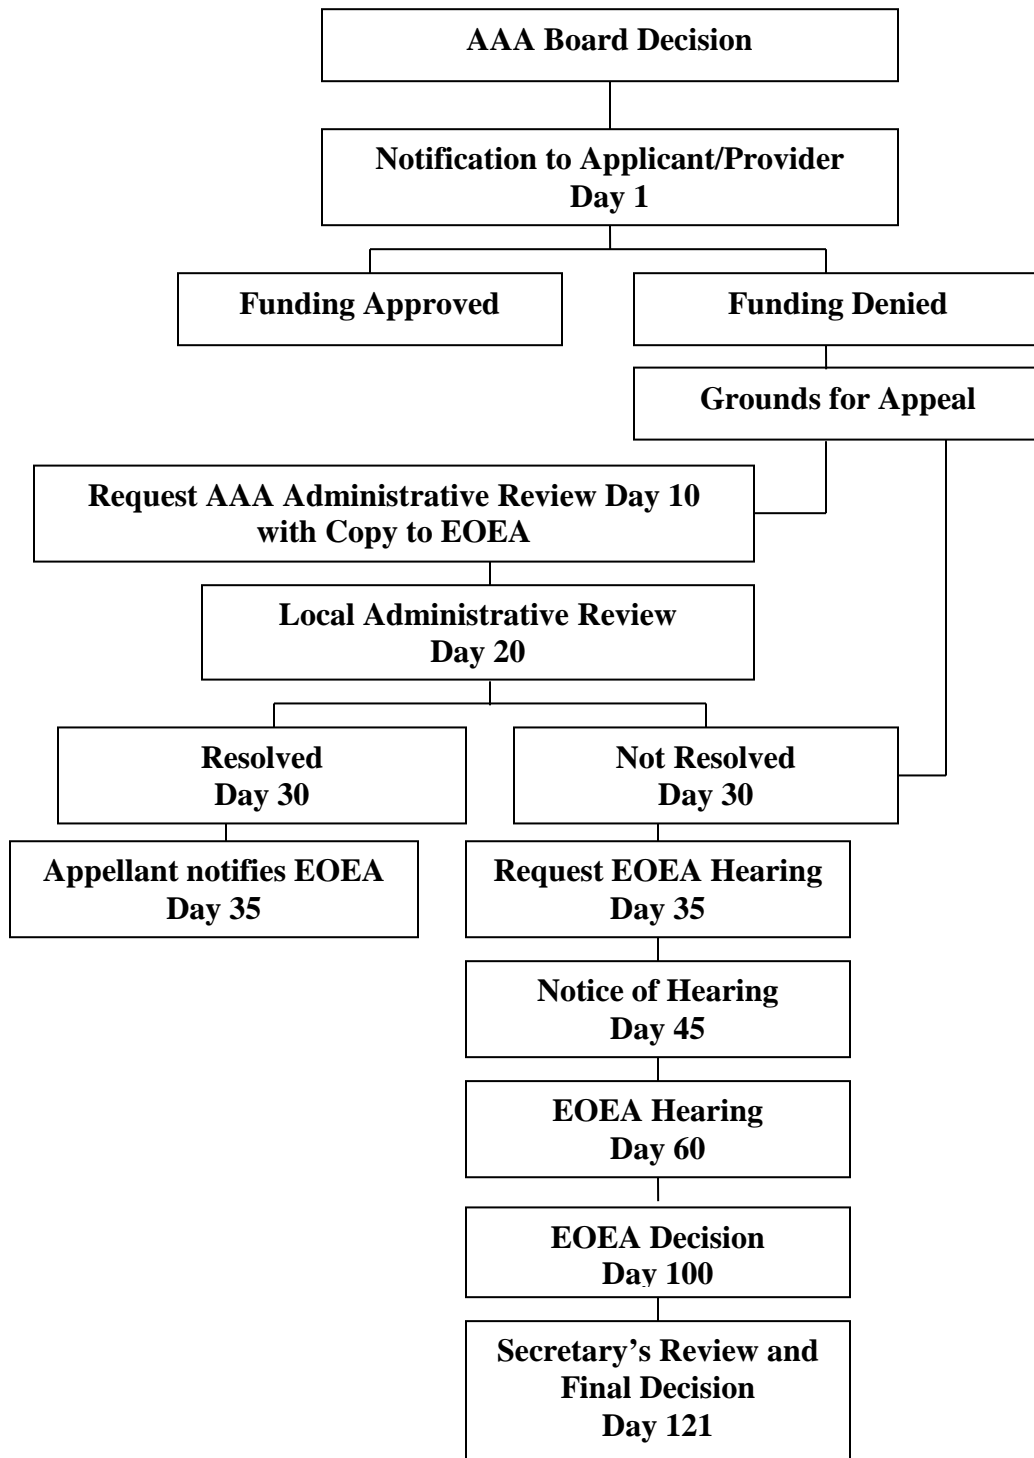 AAA Board Decision
Notification to Applicant/Provider
Day 1
Funding Approved
Funding Denied
Grounds for Appeal
Request AAA Administrative Review Day 10
with Copy to EOEA
Local Administrative Review
Day 20
Resolved
Day 30
Not Resolved
Day 30
Appellant notifies EOEA
Day 35
Request EOEA Hearing
Day 35
Notice of Hearing
Day 45
EOEA Hearing
Day 60
EOEA Decision
Day 100
Secretary’s Review and
Final Decision
Day 121